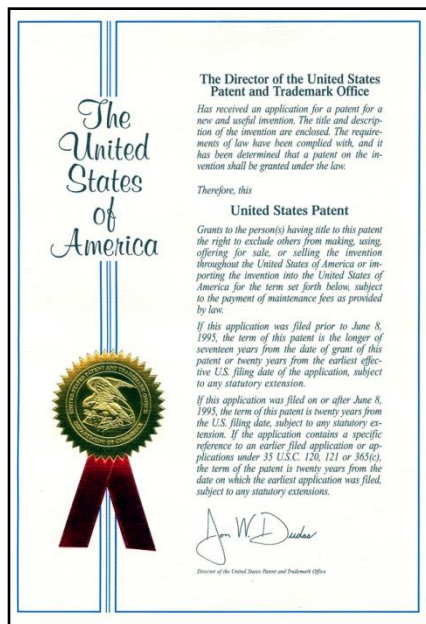 The
United
States
of
America
The Director of the United States
Patent and Trademark Office
Has received an application for a patent for a
new and useful invention. The title and descrip-
tion of the invention are enclosed. The require-
ments of law have been complied with, and it
has been determined that a patent on the in-
vention shall be granted under the law.
Therefore, this
United States Patent
Grants to the person(s) having title to this patent
the right to exclude others from making, using,
offering for sale, or selling the invention
throughout the United States of America or im-
porting the invention into the United States of
America for the term set forth below, subject
to the payment of maintenance fees as provided
by law.
If this application was filed prior to June 8,
1995, the term of this patent is the longer of
seventeen years from the date of grant of this
patent or twenty years from the earliest effec-
tive U.S. filing date of the application, subject
to any statutory extension.
If this application was filed on or after June 8,
1995, the term of this patent is twenty years from
the U.S. filing date, subject to any statutory ex-
tension. If the application contains a specific
reference to an earlier filed application or ap-
plications under 35 U.S.C. 120, 121 or 365(c),
the term of the patent is twenty years from the
date on which the earliest application was filed,
subject to any statutory extensions.
Jon W. Dudas
Director of the United States Patent and Trademark Office
UNITED STATES PATENT AND TRADEMARK OFFICE
DEPARTMENT OF COMMERCE